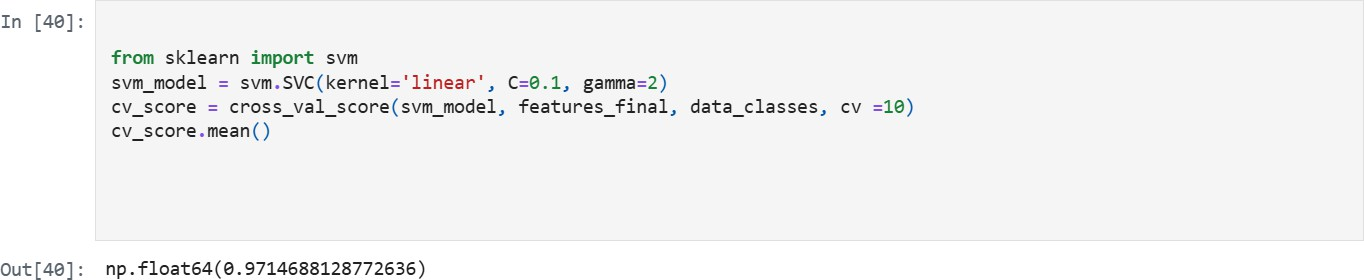 In [40]:
from sklearn import svm
svm_model = svm.SVC(kernel='linear', C=0.1, gamma=2)
cv_score = cross_val_score(svm_model, features_final, data_classes, cv =10)
cv_score.mean()
Out[40]: np.float64(0.9714688128772636)